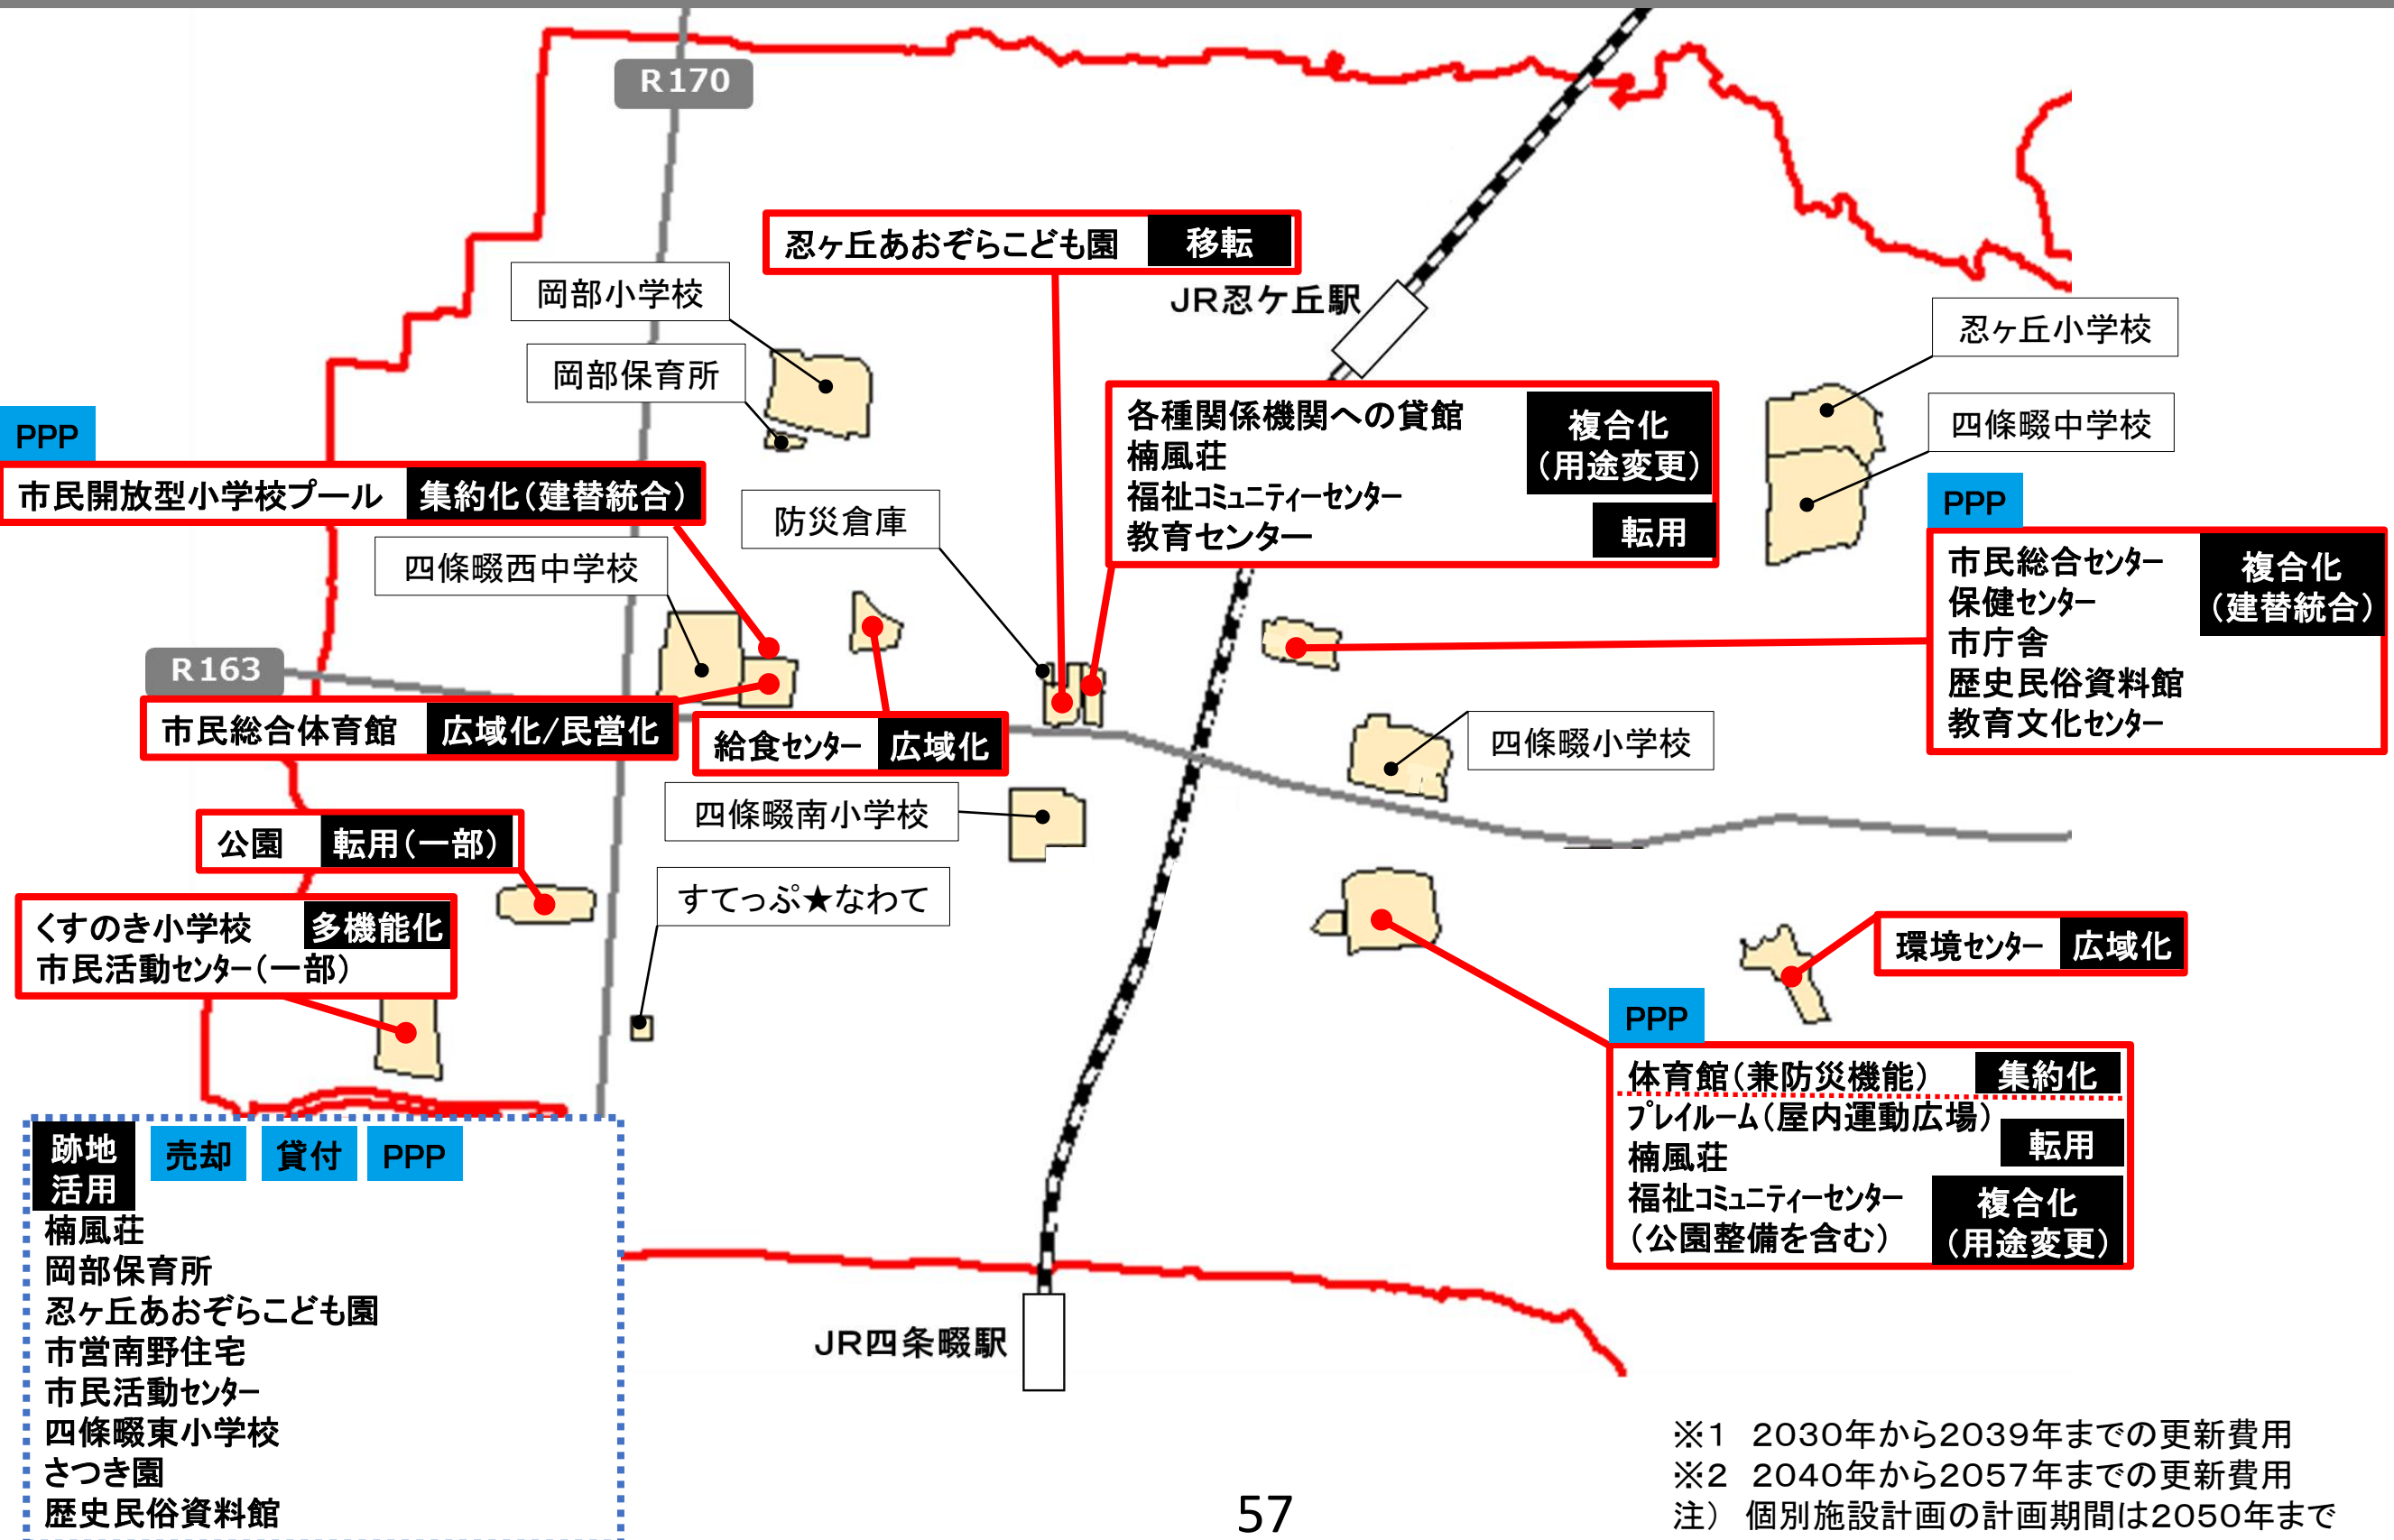 R170
忍ヶ丘あおぞらこども園 移転
岡部小学校
JR忍ケ丘駅
忍ヶ丘小学校
岡部保育所
各種関係機関への貸館
楠風荘
福祉コミュニティーセンター
教育センター
複合化
(用途変更)
転用
四條畷中学校
PPP
市民開放型小学校プール 集約化(建替統合)
防災倉庫
四條畷西中学校
PPP
市民総合センター
保健センター
市庁舎
歴史民俗資料館
教育文化センター
複合化
(建替統合)
R163
市民総合体育館 広域化/民営化
給食センター 広域化
四條畷小学校
四條畷南小学校
公園 転用(一部)
すてっぷ★なわて
くすのき小学校 多機能化
市民活動センター(一部)
環境センター 広域化
PPP
体育館(兼防災機能) 集約化
プレイルーム(屋内運動広場)
楠風荘
福祉コミュニティーセンター
(公園整備を含む)
転用
複合化
(用途変更)
跡地
活用
売却 貸付 PPP
楠風荘
岡部保育所
忍ヶ丘あおぞらこども園
市営南野住宅
市民活動センター
四條畷東小学校
さつき園
歴史民俗資料館
JR四条畷駅
※1 2030年から2039年までの更新費用
※2 2040年から2057年までの更新費用
注) 個別施設計画の計画期間は2050年まで
57